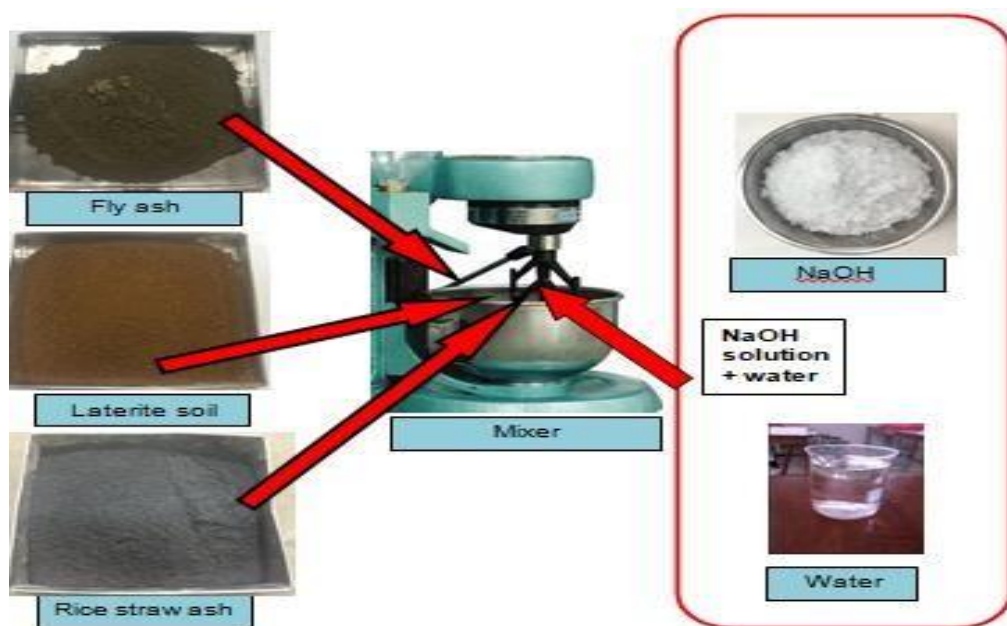 Fly ash
Laterite soil
Rice straw ash
Mixer
NaOH
NaOH
solution
+ water
Water